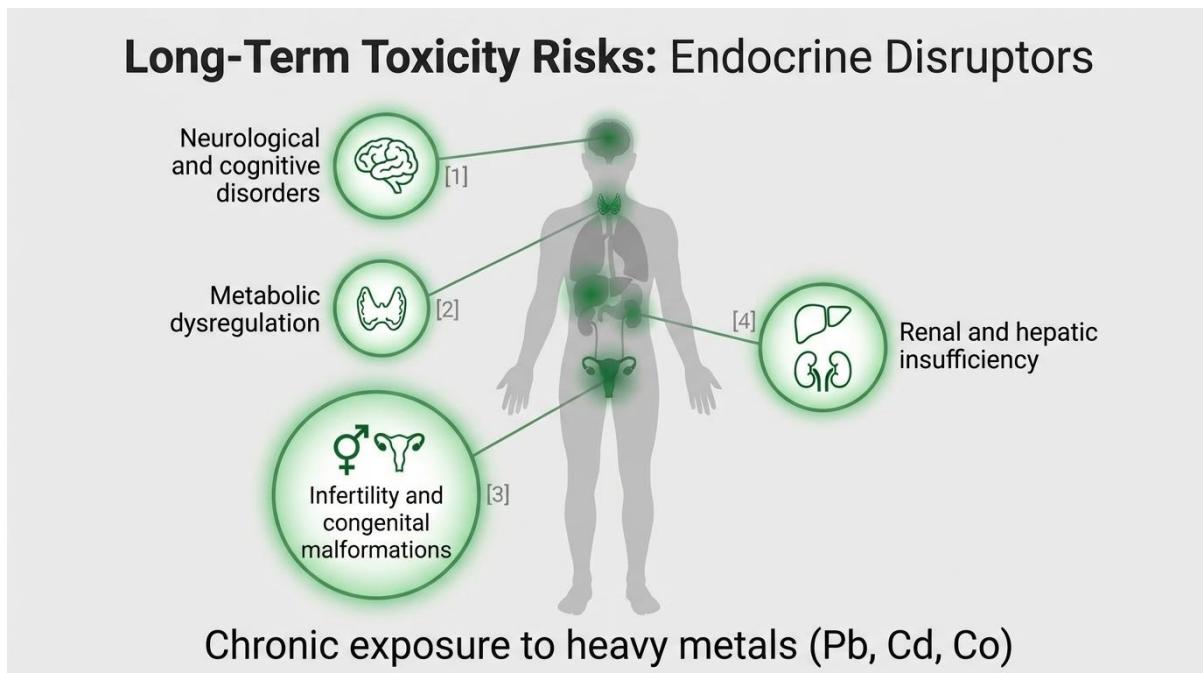 Long-Term Toxicity Risks: Endocrine Disruptors
Neurological
and cognitive
disorders
[1]
Metabolic
dysregulation
[2]
Infertility and
congenital
malformations
[3]
[4]
Renal and hepatic
insufficiency
Chronic exposure to heavy metals (Pb, Cd, Co)